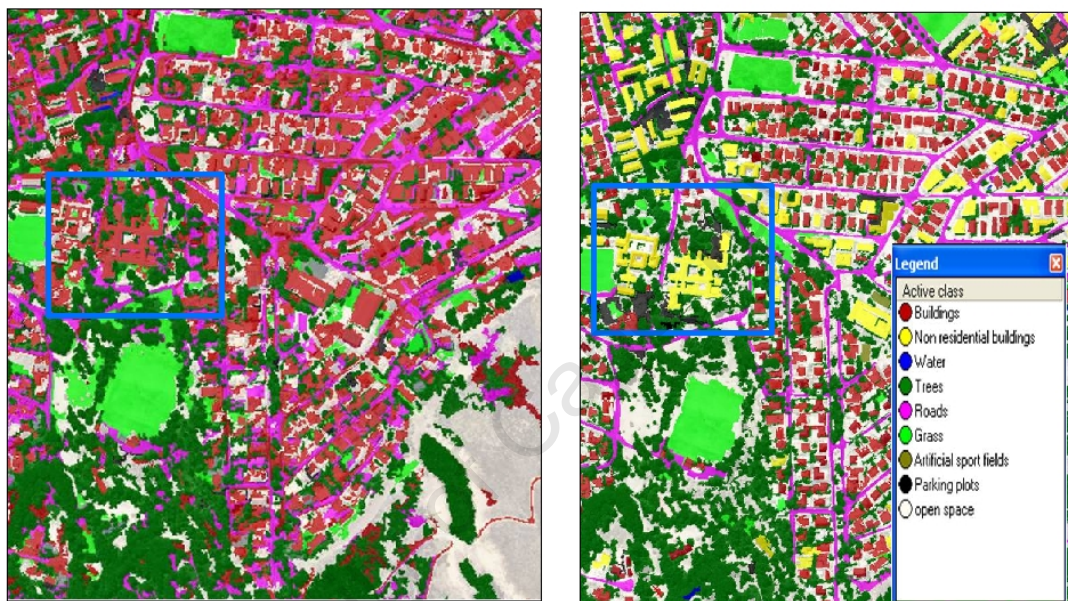 Legend
Active class
Buildings
Non residential buildings
Water
Trees
Roads
Grass
Artificial sport fields
Parking plots
open space